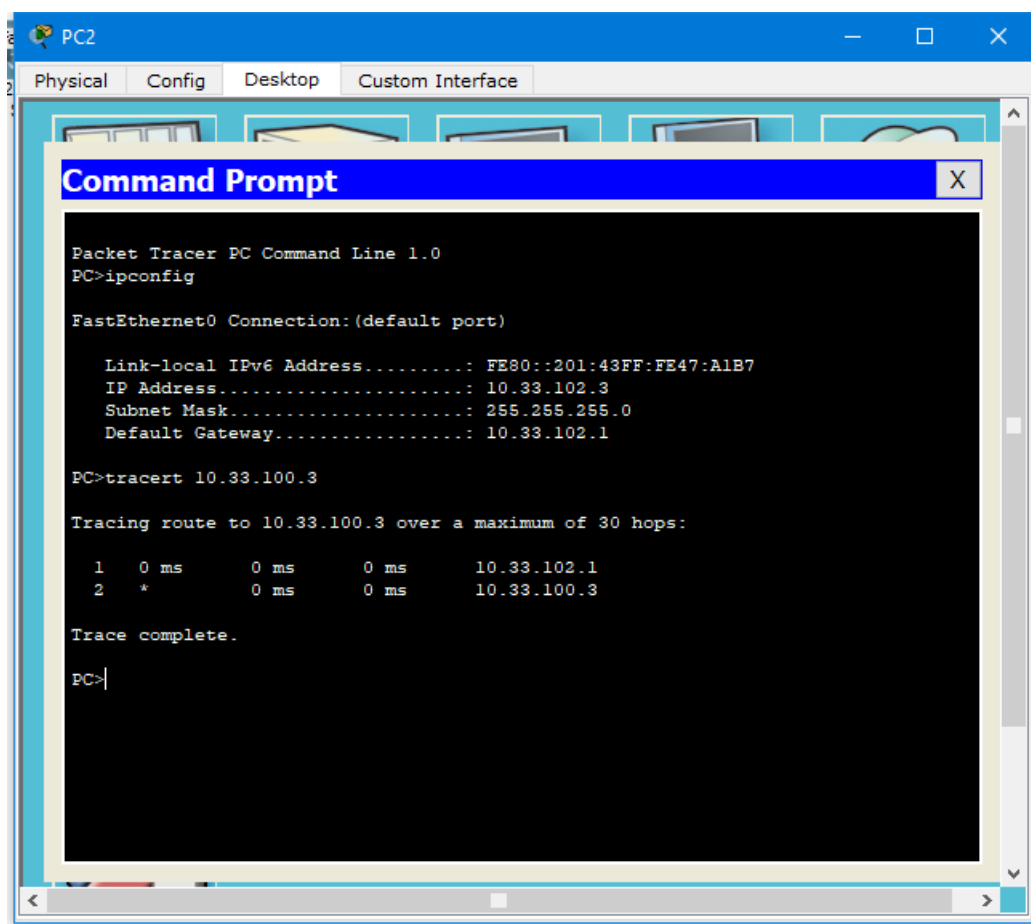 PC2
Physical Config Desktop Custom Interface
Command Prompt X
Packet Tracer PC Command Line 1.0
PC>ipconfig
FastEthernet0 Connection:(default port)
Link-local IPv6 Address.........: FE80::201:43FF:FE47:A1B7
IP Address......................: 10.33.102.3
Subnet Mask.....................: 255.255.255.0
Default Gateway.................: 10.33.102.1
PC>tracert 10.33.100.3
Tracing route to 10.33.100.3 over a maximum of 30 hops:
1 0 ms 0 ms 0 ms 10.33.102.1
2 * 0 ms 0 ms 10.33.100.3
Trace complete.
PC>